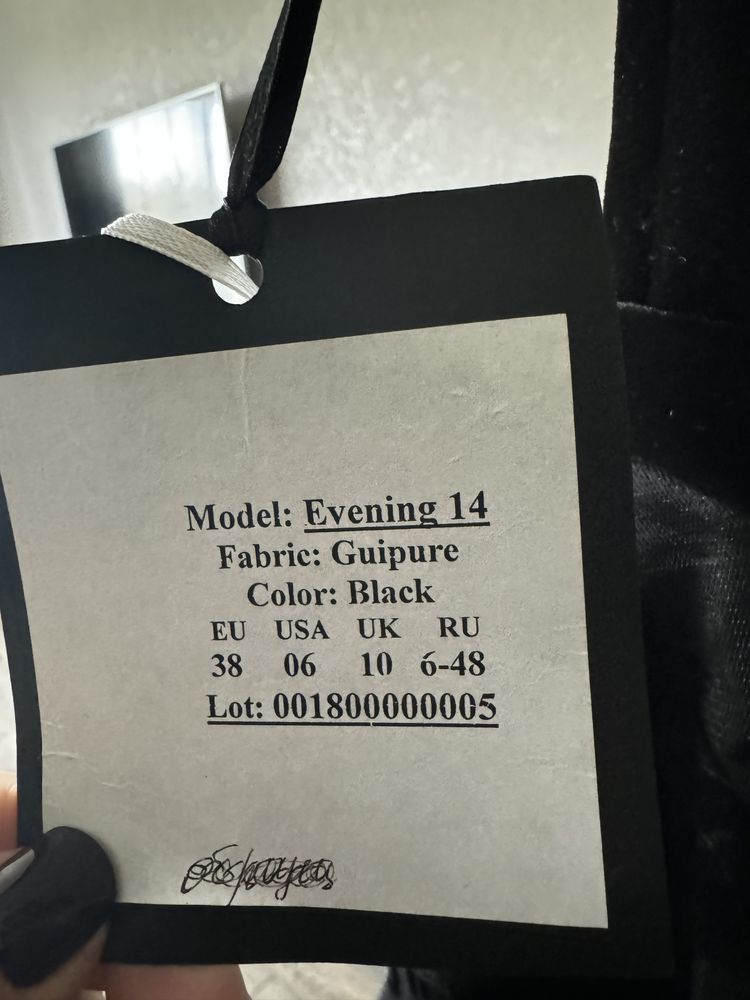 Model: Evening 14
Fabric: Guipure
Color: Black
EU USA UK RU
38 06 10 6-48
Lot: 001800000005